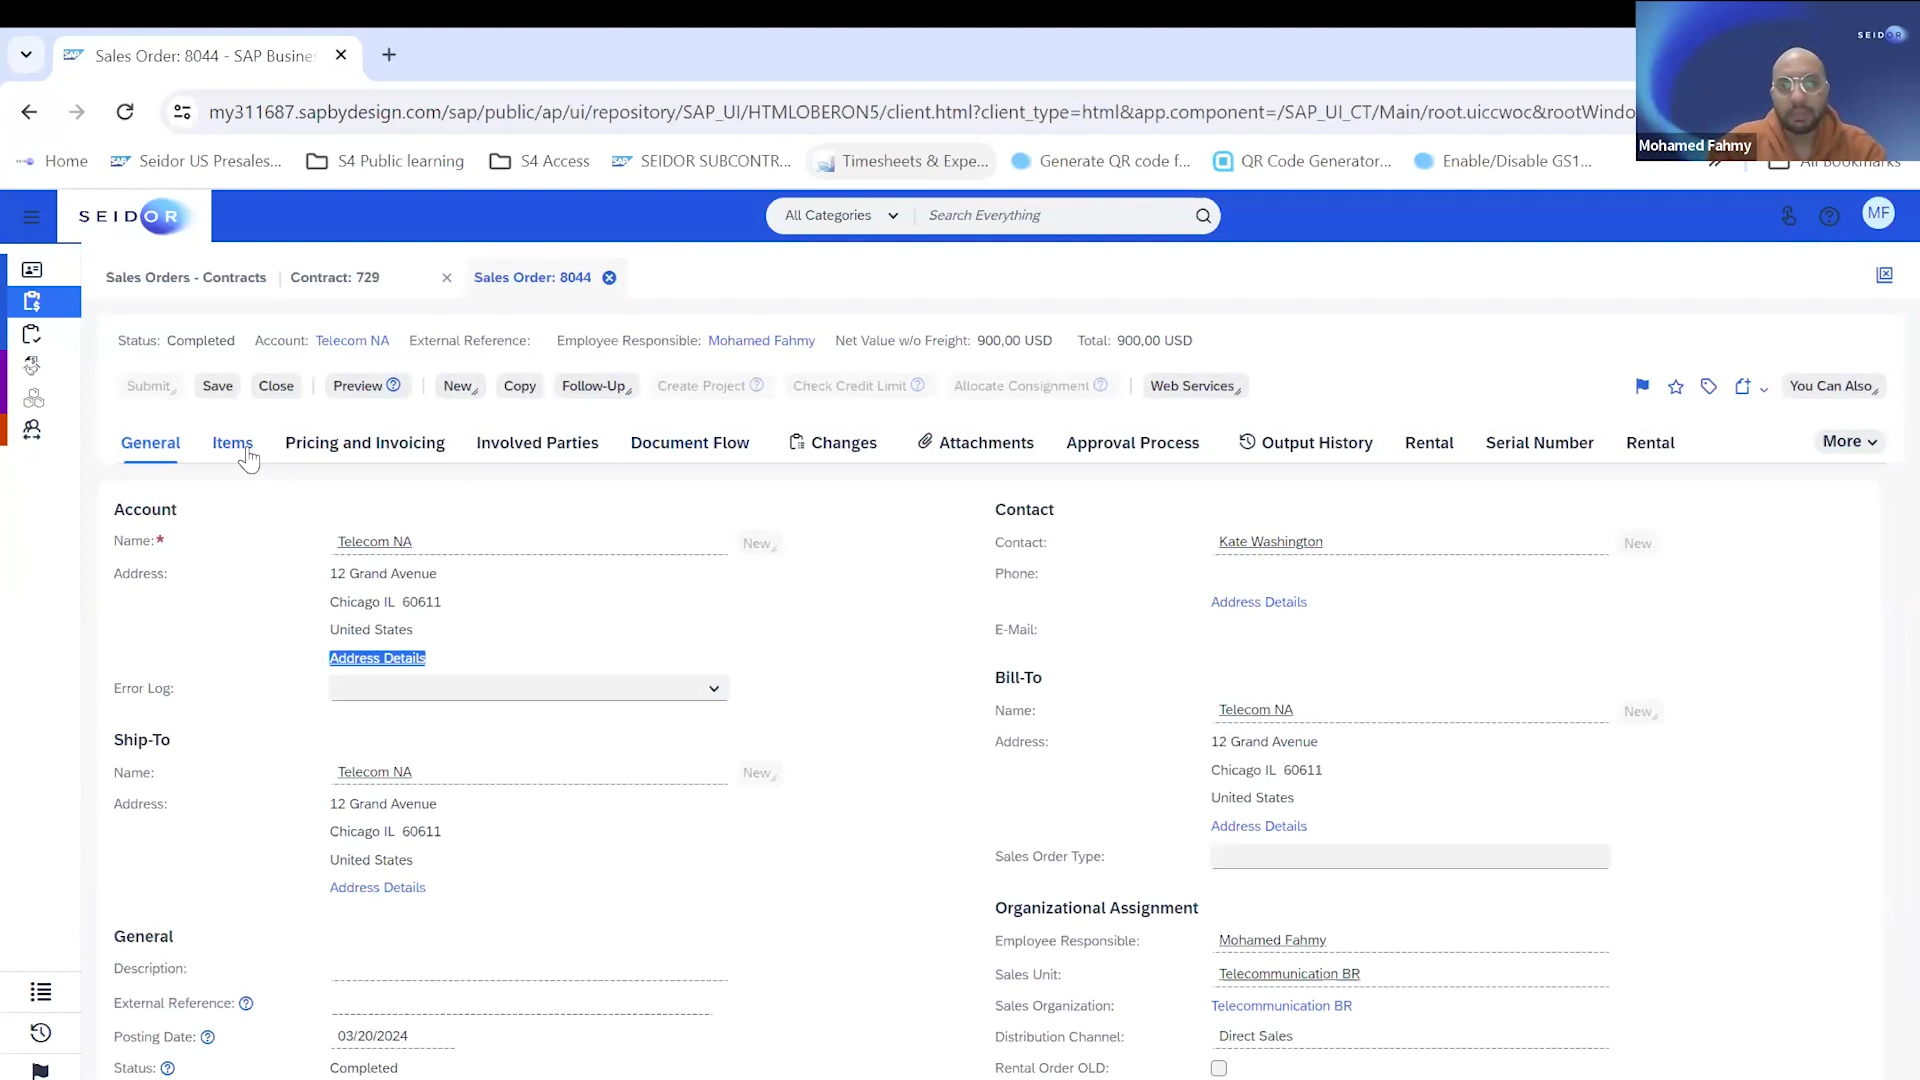 Sales Order: 8044 - SAP Busine
my311687.sapbydesign.com/sap/public/ap/ui/repository/SAP_UI/HTMLOBERON5/client.html?client_type=html&app.component=/SAP_UI_CT/Main/root.uiccwoc&rootWindo
SEIDOR
Mohamed Fahmy
Home Seidor US Presales... S4 Public learning S4 Access SEIDOR SUBCONTR... Timesheets & Expe... Generate QR code f... QR Code Generator... Enable/Disable GS1... All Bookmarks
SEIDOR All Categories Search Everything MF
Sales Orders - Contracts Contract: 729 Sales Order: 8044
Status: Completed Account: Telecom NA External Reference: Employee Responsible: Mohamed Fahmy Net Value w/o Freight: 900,00 USD Total: 900,00 USD
Submit Save Close Preview New Copy Follow-Up Create Project Check Credit Limit Allocate Consignment Web Services You Can Also
General Items Pricing and Invoicing Involved Parties Document Flow Changes Attachments Approval Process Output History Rental Serial Number Rental More
Account
Name:* Telecom NA New
Address: 12 Grand Avenue
Chicago IL 60611
United States
Address Details
Error Log:
Ship-To
Name: Telecom NA New
Address: 12 Grand Avenue
Chicago IL 60611
United States
Address Details
General
Description:
External Reference:
Posting Date: 03/20/2024
Status: Completed
Contact
Contact: Kate Washington New
Phone:
Address Details
E-Mail:
Bill-To
Name: Telecom NA New
Address: 12 Grand Avenue
Chicago IL 60611
United States
Address Details
Sales Order Type:
Organizational Assignment
Employee Responsible: Mohamed Fahmy
Sales Unit: Telecommunication BR
Sales Organization: Telecommunication BR
Distribution Channel: Direct Sales
Rental Order OLD: